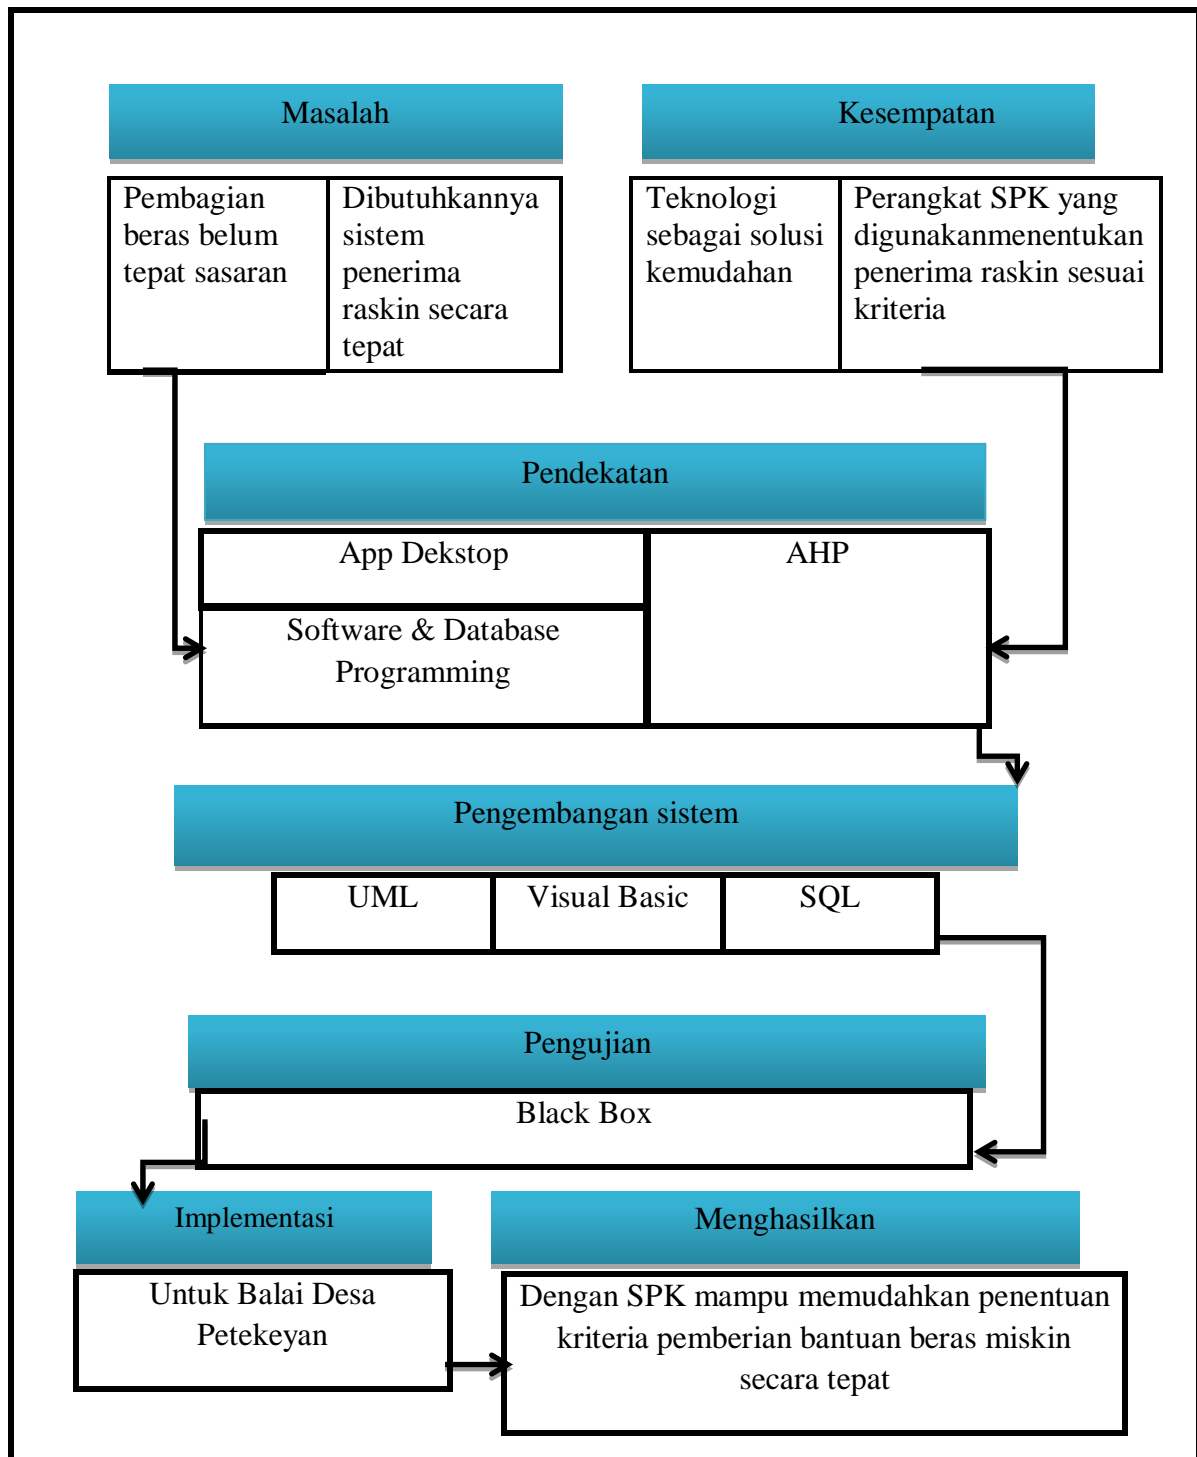 Masalah
Kesempatan
Pembagian
beras belum
tepat sasaran
Dibutuhkannya
sistem
penerima
raskin secara
tepat
Teknologi
sebagai solusi
kemudahan
Perangkat SPK yang
digunakanmenentukan
penerima raskin sesuai
kriteria
Pendekatan
App Dekstop
AHP
Software & Database
Programming
Pengembangan sistem
UML
Visual Basic
SQL
Pengujian
Black Box
Implementasi
Menghasilkan
Untuk Balai Desa
Petekeyan
Dengan SPK mampu memudahkan penentuan
kriteria pemberian bantuan beras miskin
secara tepat